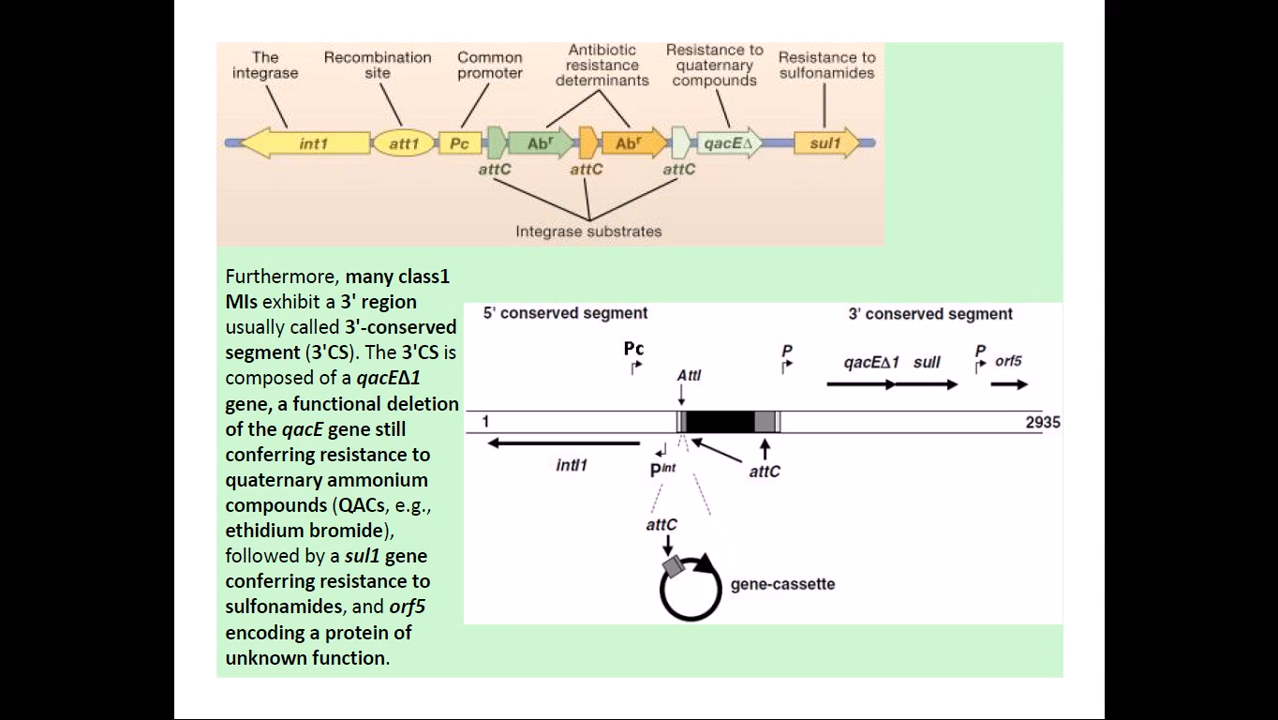 The integrase
Recombination site
Common promoter
Antibiotic resistance determinants
Resistance to quaternary compounds
Resistance to sulfonamides
int1
att1
Pc
Abʳ
Abʳ
qacEΔ
sul1
attC
attC
attC
Integrase substrates
Furthermore, many class1
MIs exhibit a 3' region
usually called 3'-conserved
segment (3'CS). The 3'CS is
composed of a qacEΔ1
gene, a functional deletion
of the qacE gene still
conferring resistance to
quaternary ammonium
compounds (QACs, e.g.,
ethidium bromide),
followed by a sul1 gene
conferring resistance to
sulfonamides, and orf5
encoding a protein of
unknown function.
5' conserved segment
3' conserved segment
Pc
P
qacEΔ1
sulI
P
orf5
AttI
1
2935
intI1
Pint
attC
attC
gene-cassette